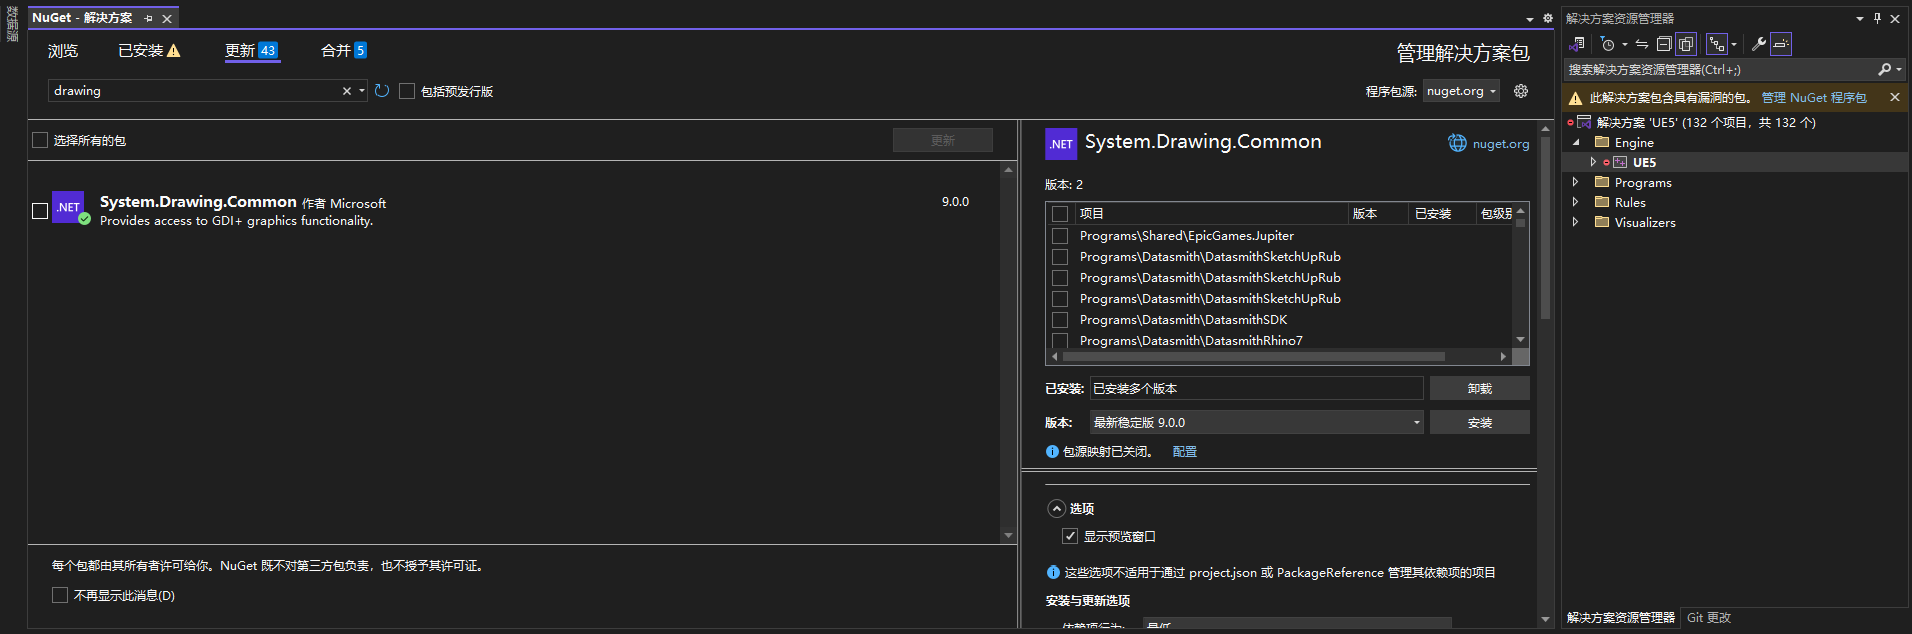 数据源
NuGet - 解决方案
浏览
已安装
更新 43
合并 5
管理解决方案包
drawing
包括预发行版
程序包源: nuget.org
选择所有的包
更新
.NET
System.Drawing.Common 作者 Microsoft
9.0.0
Provides access to GDI+ graphics functionality.
每个包都由其所有者许可给你。NuGet 既不对第三方包负责，也不授予其许可证。
不再显示此消息(D)
.NET
System.Drawing.Common
nuget.org
版本: 2
项目
版本
已安装
包级别
Programs\Shared\EpicGames.Jupiter
Programs\Datasmith\DatasmithSketchUpRub
Programs\Datasmith\DatasmithSketchUpRub
Programs\Datasmith\DatasmithSketchUpRub
Programs\Datasmith\DatasmithSDK
Programs\Datasmith\DatasmithRhino7
已安装: 已安装多个版本
卸载
版本: 最新稳定版 9.0.0
安装
包源映射已关闭。 配置
选项
显示预览窗口
这些选项不适用于通过 project.json 或 PackageReference 管理其依赖项的项目
安装与更新选项
依赖项行为: 最低
解决方案资源管理器
搜索解决方案资源管理器(Ctrl+;)
此解决方案包含具有漏洞的包。 管理 NuGet 程序包
解决方案 'UE5' (132 个项目，共 132 个)
Engine
UE5
Programs
Rules
Visualizers
解决方案资源管理器
Git 更改